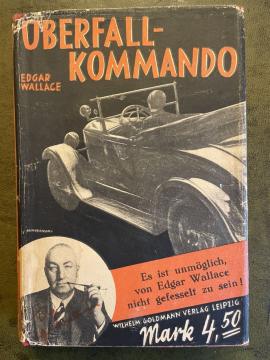 ÜBERFALL-
KOMMANDO
EDGAR
WALLACE
Es ist unmöglich,
von Edgar Wallace
nicht gefesselt zu sein!
WILHELM GOLDMANN VERLAG LEIPZIG
Mark 4,50